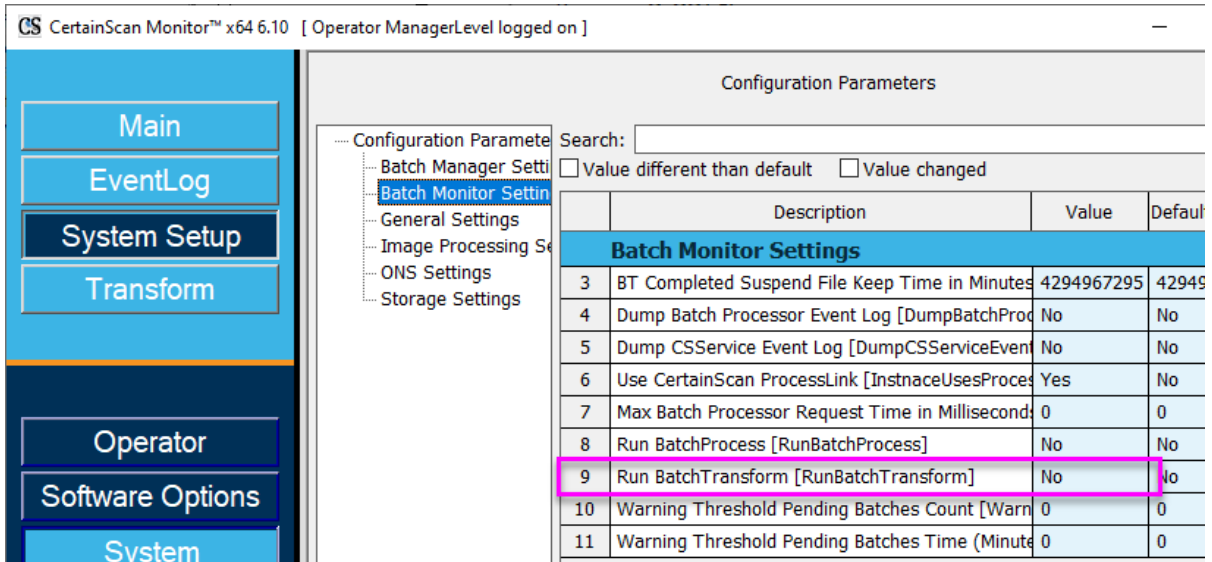 CS CertainScan Monitor™ x64 6.10 [ Operator ManagerLevel logged on ]
Main
EventLog
System Setup
Transform
Operator
Software Options
System
Configuration Parameters
Configuration Paramete
Batch Manager Setti
Batch Monitor Settin
General Settings
Image Processing Se
ONS Settings
Storage Settings
Search:
Value different than default Value changed
Description Value Defaul
Batch Monitor Settings
3 BT Completed Suspend File Keep Time in Minutes 4294967295 42949
4 Dump Batch Processor Event Log [DumpBatchProc No No
5 Dump CSService Event Log [DumpCSServiceEvent No No
6 Use CertainScan ProcessLink [InstnaceUsesProces Yes No
7 Max Batch Processor Request Time in Milliseconds 0 0
8 Run BatchProcess [RunBatchProcess] No No
9 Run BatchTransform [RunBatchTransform] No No
10 Warning Threshold Pending Batches Count [Warn 0 0
11 Warning Threshold Pending Batches Time (Minute 0 0